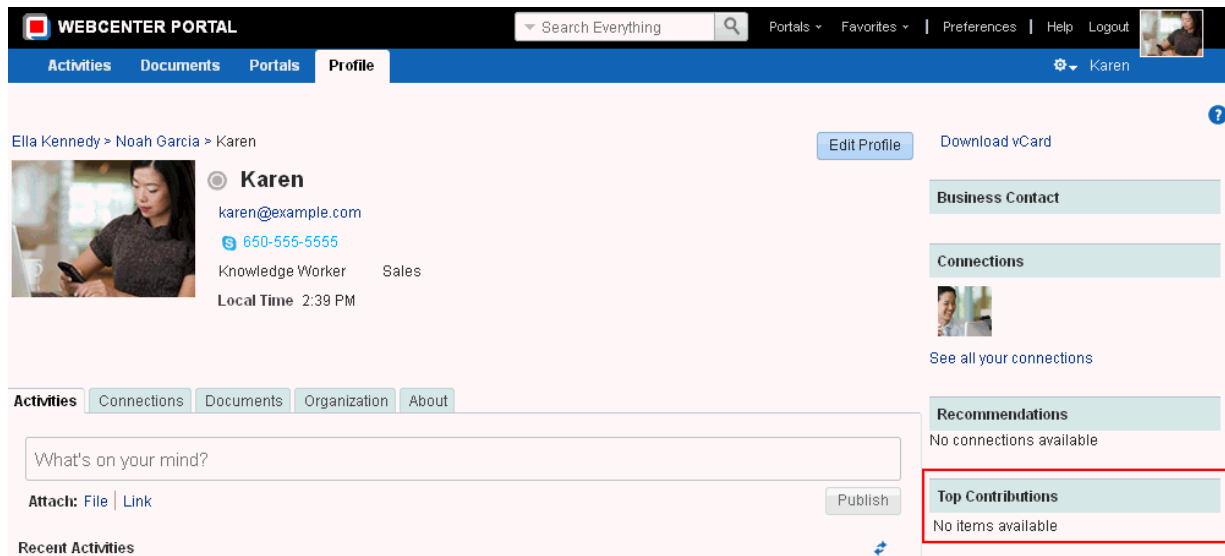 WEBCENTER PORTAL
Search Everything
Portals Favorites | Preferences | Help Logout
Activities Documents Portals Profile
Karen
?
Ella Kennedy > Noah Garcia > Karen
Edit Profile
Download vCard
Karen
karen@example.com
650-555-5555
Knowledge Worker Sales
Local Time 2:39 PM
Business Contact
Connections
See all your connections
Activities Connections Documents Organization About
What's on your mind?
Attach: File | Link
Publish
Recent Activities
Recommendations
No connections available
Top Contributions
No items available